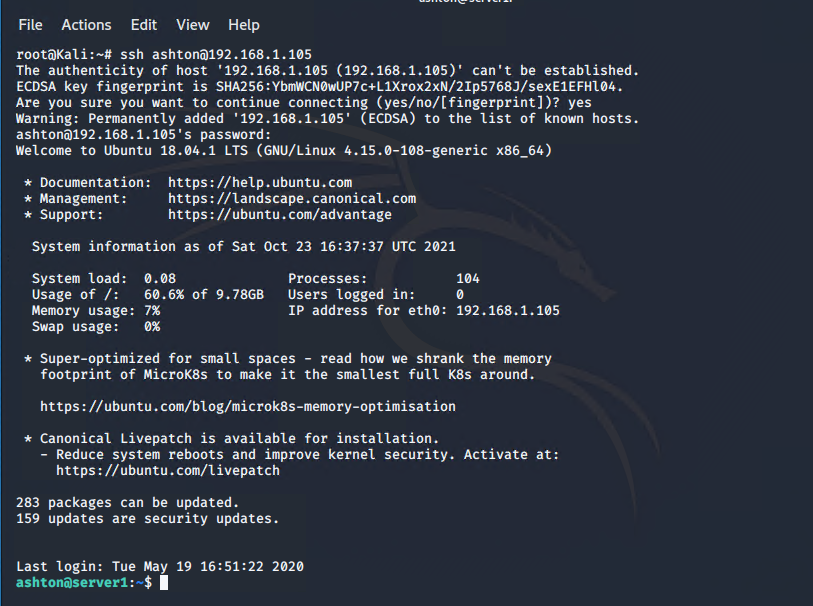 ashton@server1:
File Actions Edit View Help
root@Kali:~# ssh ashton@192.168.1.105
The authenticity of host '192.168.1.105 (192.168.1.105)' can't be established.
ECDSA key fingerprint is SHA256:YbmWCN0wUP7c+L1Xrox2xN/2Ip5768J/sexE1EFHl04.
Are you sure you want to continue connecting (yes/no/[fingerprint])? yes
Warning: Permanently added '192.168.1.105' (ECDSA) to the list of known hosts.
ashton@192.168.1.105's password:
Welcome to Ubuntu 18.04.1 LTS (GNU/Linux 4.15.0-108-generic x86_64)
* Documentation: https://help.ubuntu.com
* Management: https://landscape.canonical.com
* Support: https://ubuntu.com/advantage
System information as of Sat Oct 23 16:37:37 UTC 2021
System load: 0.08 Processes: 104
Usage of /: 60.6% of 9.78GB Users logged in: 0
Memory usage: 7% IP address for eth0: 192.168.1.105
Swap usage: 0%
* Super-optimized for small spaces - read how we shrank the memory
footprint of MicroK8s to make it the smallest full K8s around.
https://ubuntu.com/blog/microk8s-memory-optimisation
* Canonical Livepatch is available for installation.
- Reduce system reboots and improve kernel security. Activate at:
https://ubuntu.com/livepatch
283 packages can be updated.
159 updates are security updates.
Last login: Tue May 19 16:51:22 2020
ashton@server1:~$